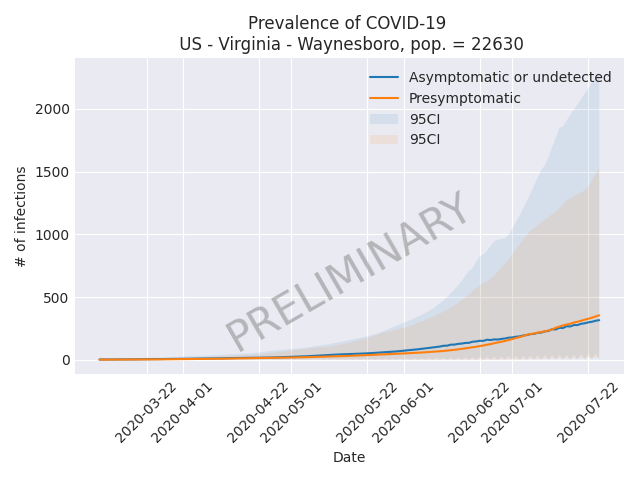 Prevalence of COVID-19
US - Virginia - Waynesboro, pop. = 22630
Asymptomatic or undetected
Presymptomatic
95CI
95CI
2000
1500
1000
500
0
# of infections
PRELIMINARY
2020-03-22
2020-04-01
2020-04-22
2020-05-01
2020-05-22
2020-06-01
2020-06-22
2020-07-01
2020-07-22
Date